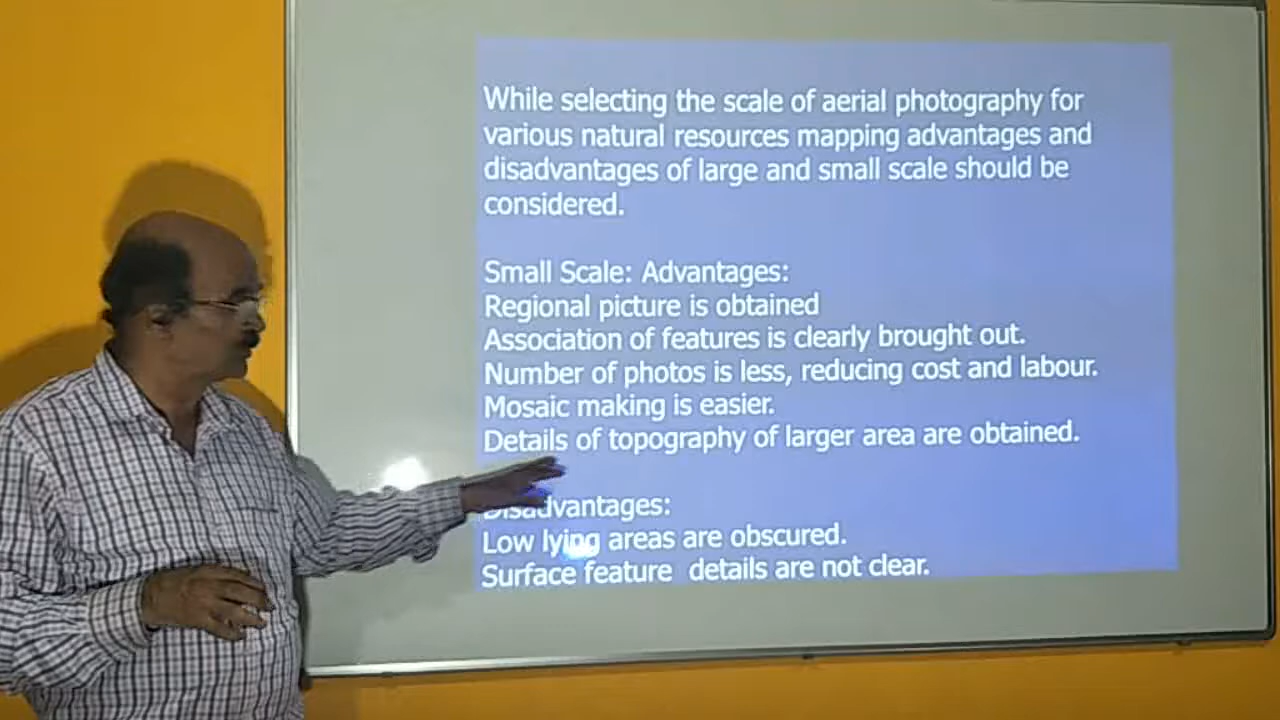 While selecting the scale of aerial photography for
various natural resources mapping advantages and
disadvantages of large and small scale should be
considered.
Small Scale: Advantages:
Regional picture is obtained
Association of features is clearly brought out.
Number of photos is less, reducing cost and labour.
Mosaic making is easier.
Details of topography of larger area are obtained.
Disadvantages:
Low lying areas are obscured.
Surface feature details are not clear.